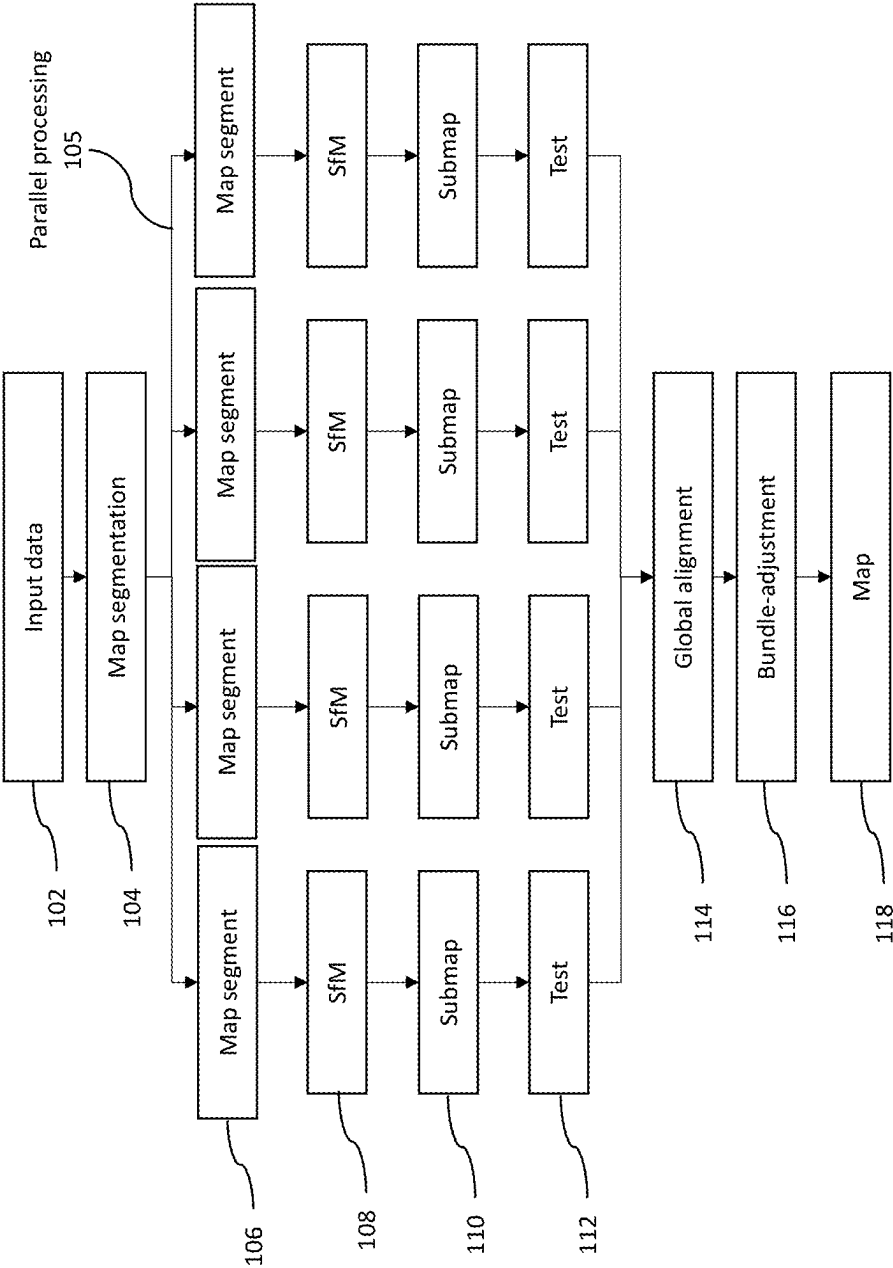 Input data
102
Map segmentation
104
Parallel processing
105
Map segment
Map segment
Map segment
Map segment
106
SfM
SfM
SfM
SfM
108
Submap
Submap
Submap
Submap
110
Test
Test
Test
Test
112
Global alignment
114
Bundle-adjustment
116
Map
118